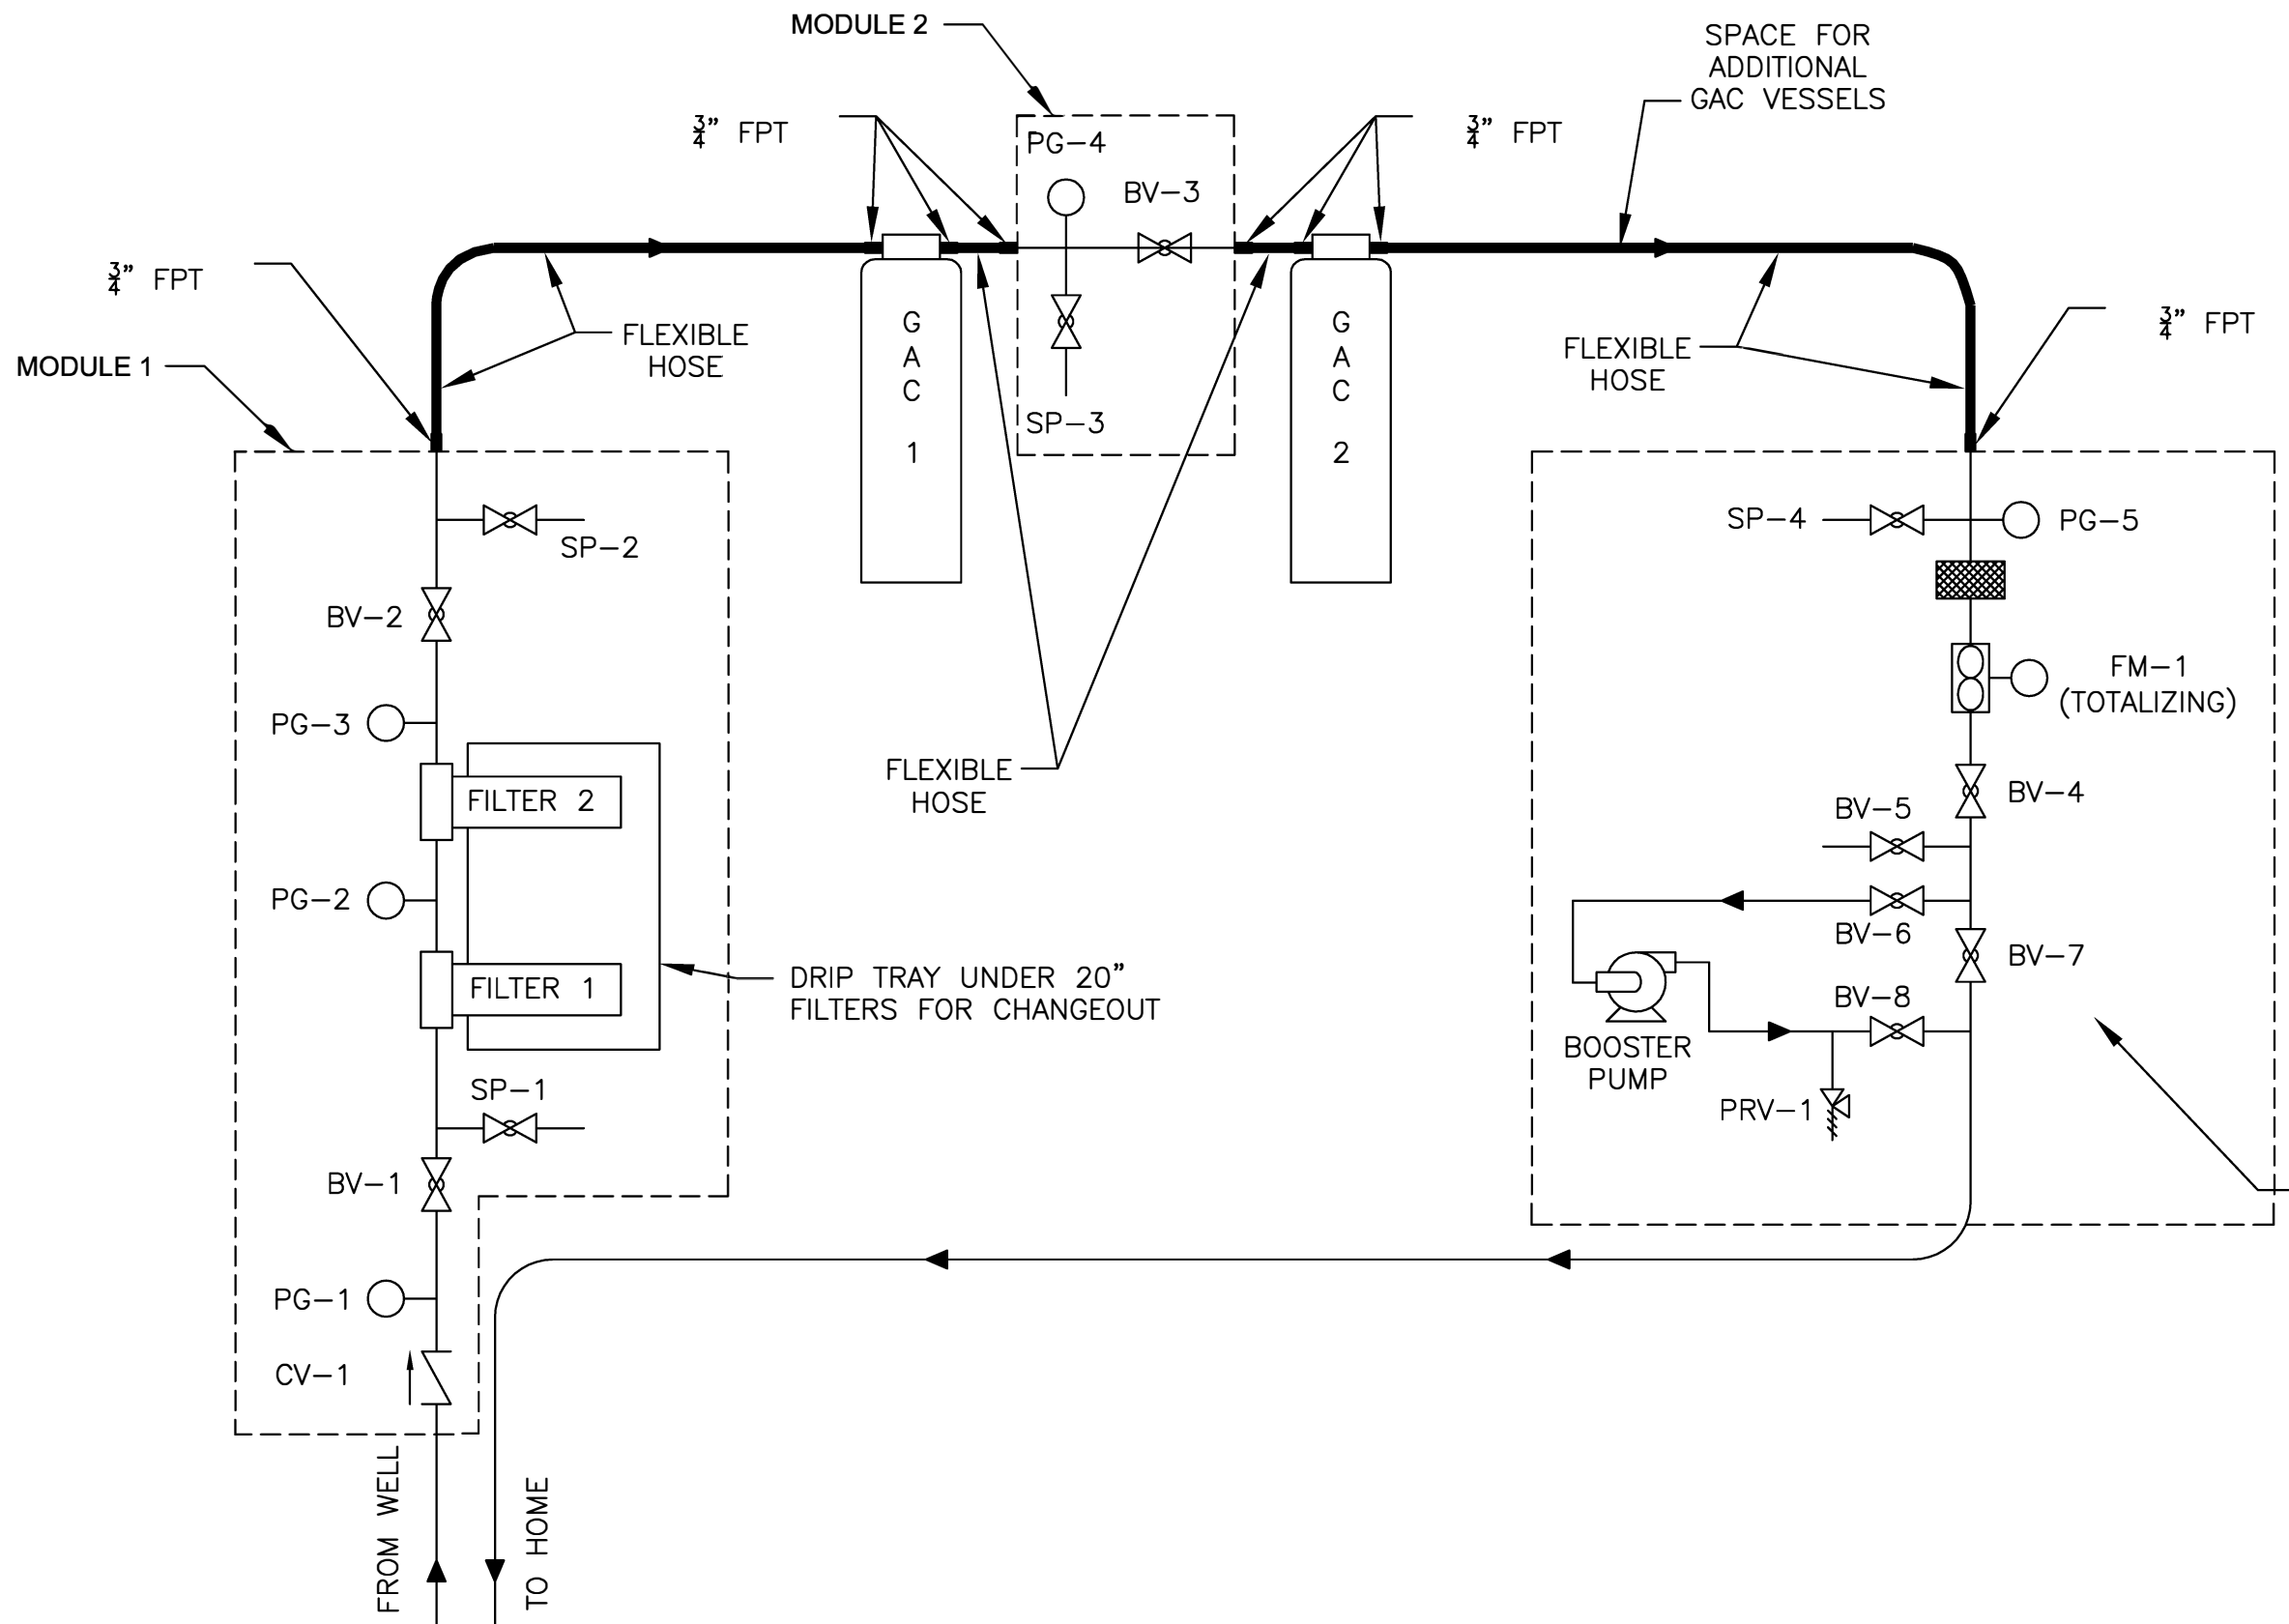 MODULE 2
SPACE FOR
ADDITIONAL
GAC VESSELS
3/4” FPT
PG-4
3/4” FPT
BV-3
3/4” FPT
FLEXIBLE
HOSE
MODULE 1
G
A
C
1
SP-3
G
A
C
2
FLEXIBLE
HOSE
3/4” FPT
SP-2
BV-2
PG-3
FILTER 2
PG-2
FILTER 1
DRIP TRAY UNDER 20”
FILTERS FOR CHANGEOUT
SP-1
BV-1
PG-1
CV-1
FROM WELL
TO HOME
FLEXIBLE
HOSE
SP-4
PG-5
FM-1
(TOTALIZING)
BV-4
BV-5
BV-6
BV-7
BV-8
BOOSTER
PUMP
PRV-1